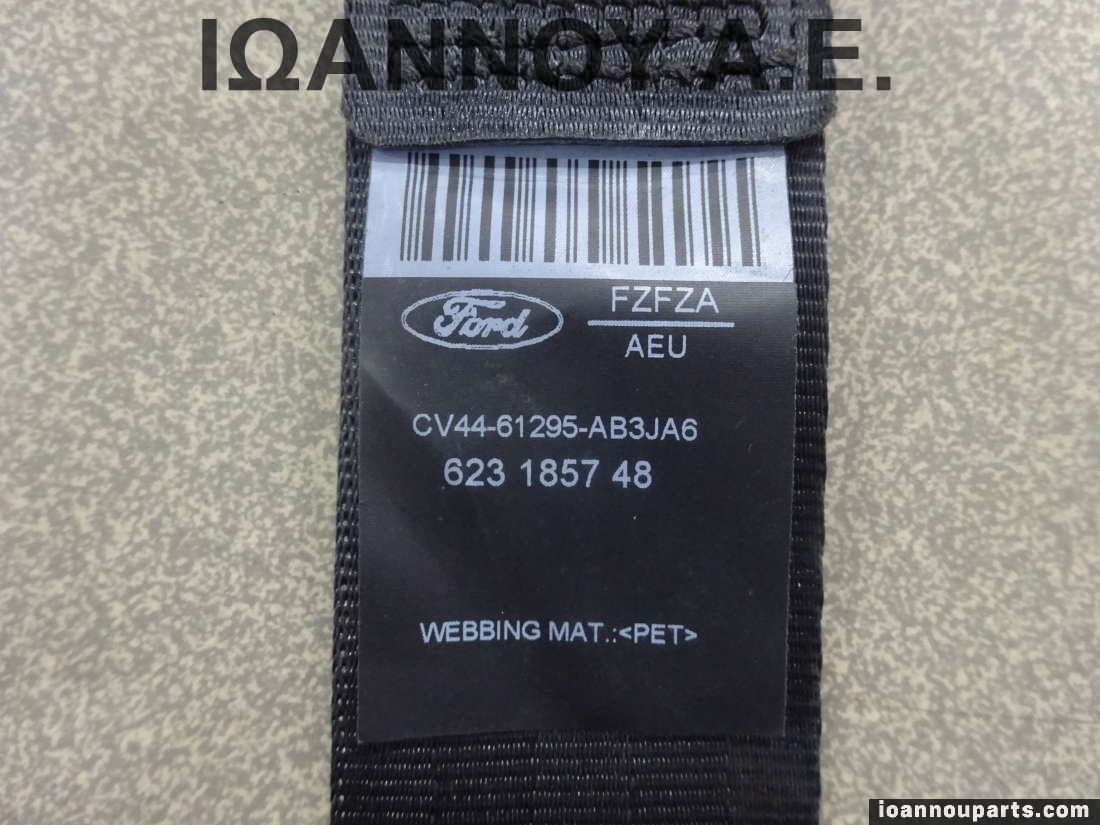 ΙΩΑΝΝΟΥ Α.Ε.
Ford
FZFZA
AEU
CV44-61295-AB3JA6
623 1857 48
WEBBING MAT.:<PET>
ioannouparts.com